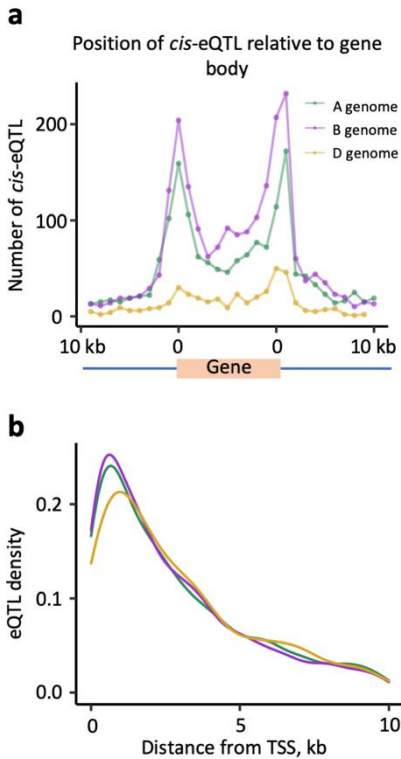 a
Position of cis-eQTL relative to gene
body
Number of cis-eQTL
200
100
0
A genome
B genome
D genome
10 kb
0
0
10 kb
Gene
b
eQTL density
0.2
0.1
0.0
0
5
10
Distance from TSS, kb